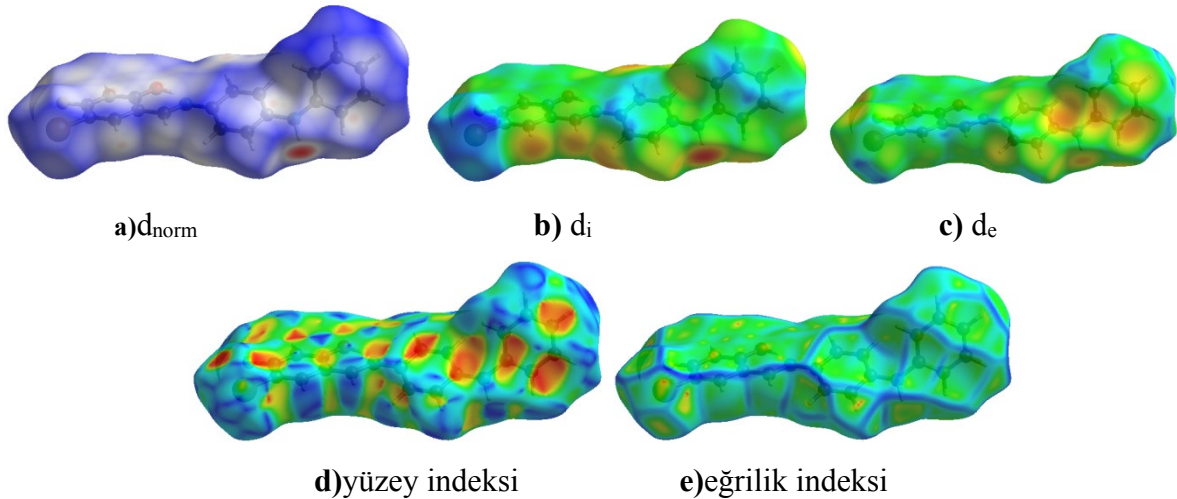 a)dnorm b) di c) de
d)yüzey indeksi e)eğrilik indeksi